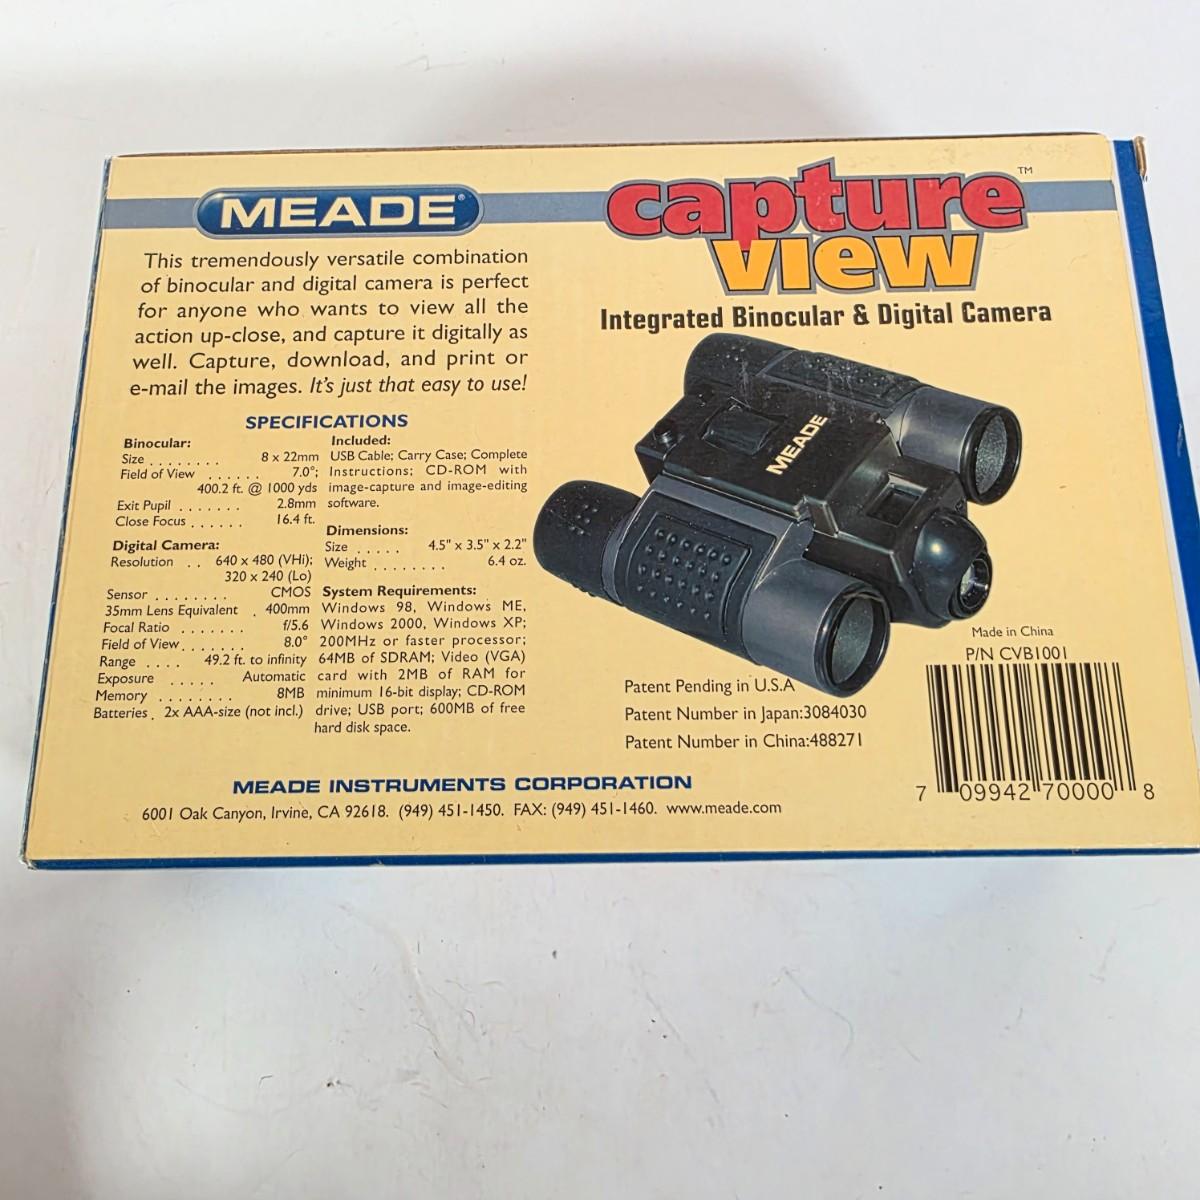 MEADE®
This tremendously versatile combination
of binocular and digital camera is perfect
for anyone who wants to view all the
action up-close, and capture it digitally as
well. Capture, download, and print or
e-mail the images. It's just that easy to use!
SPECIFICATIONS
Binocular:
Size . . . . . . . . 8 x 22mm
Field of View . . . . . . 7.0°;
400.2 ft. @ 1000 yds
Exit Pupil . . . . . . . 2.8mm
Close Focus . . . . . . 16.4 ft.
Digital Camera:
Resolution . . 640 x 480 (VHi);
320 x 240 (Lo)
Sensor . . . . . . . . CMOS
35mm Lens Equivalent . 400mm
Focal Ratio . . . . . . . f/5.6
Field of View . . . . . . . 8.0°
Range . . . . 49.2 ft. to infinity
Exposure . . . . . Automatic
Memory . . . . . . . . 8MB
Batteries . 2x AAA-size (not incl.)
Included:
USB Cable; Carry Case; Complete
Instructions; CD-ROM with
image-capture and image-editing
software.
Dimensions:
Size . . . . . 4.5" x 3.5" x 2.2"
Weight . . . . . . . . 6.4 oz.
System Requirements:
Windows 98, Windows ME,
Windows 2000, Windows XP;
200MHz or faster processor;
64MB of SDRAM; Video (VGA)
card with 2MB of RAM for
minimum 16-bit display; CD-ROM
drive; USB port; 600MB of free
hard disk space.
capture™
view
Integrated Binocular & Digital Camera
MEADE
Made in China
P/N CVB1001
Patent Pending in U.S.A
Patent Number in Japan:3084030
Patent Number in China:488271
7 09942 70000 8
MEADE INSTRUMENTS CORPORATION
6001 Oak Canyon, Irvine, CA 92618. (949) 451-1450. FAX: (949) 451-1460. www.meade.com